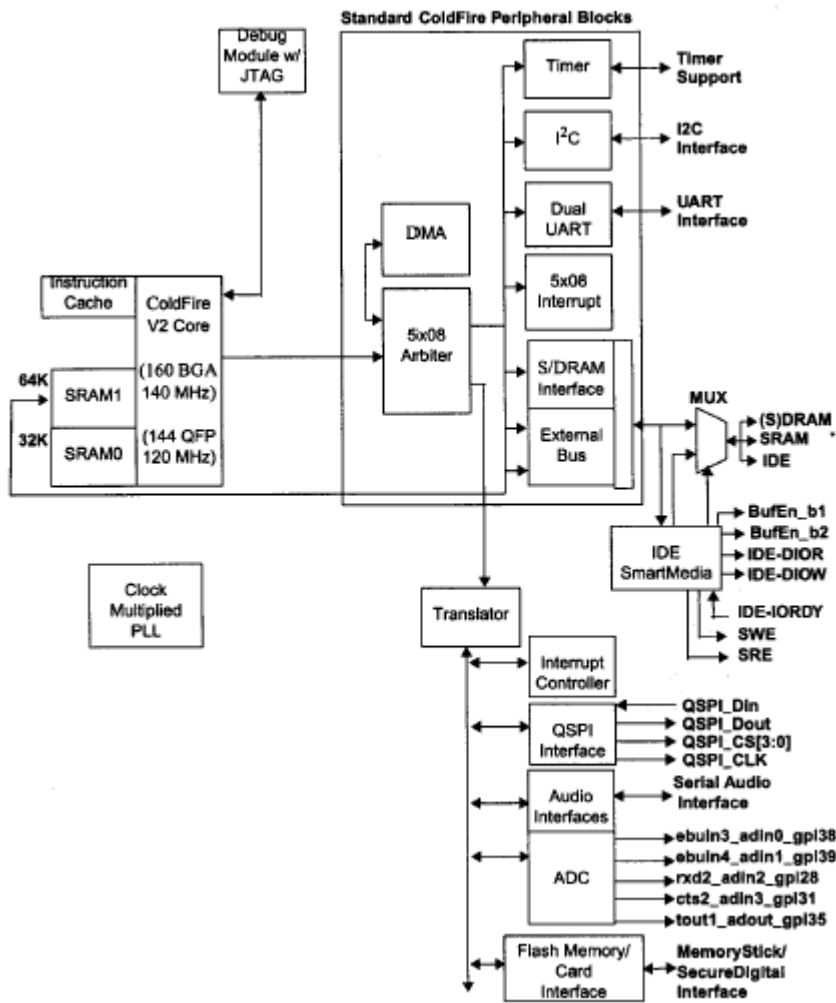 Standard ColdFire Peripheral Blocks
Debug
Module w/
JTAG
Timer
Timer
Support
I²C
I2C
Interface
Dual
UART
UART
Interface
DMA
5x08
Interrupt
Instruction
Cache
ColdFire
V2 Core
(160 BGA
140 MHz)
(144 QFP
120 MHz)
5x08
Arbiter
64K
SRAM1
32K
SRAM0
S/DRAM
Interface
External
Bus
MUX
(S)DRAM
SRAM
IDE
BufEn_b1
BufEn_b2
IDE-DIOR
IDE-DIOW
IDE
SmartMedia
IDE-IORDY
SWE
SRE
Clock
Multiplied
PLL
Translator
Interrupt
Controller
QSPI
Interface
QSPI_Din
QSPI_Dout
QSPI_CS[3:0]
QSPI_CLK
Audio
Interfaces
Serial Audio
Interface
ADC
ebuin3_adin0_gpi38
ebuin4_adin1_gpi39
rxd2_adin2_gpi28
cts2_adin3_gpi31
tout1_adout_gpi35
Flash Memory/
Card
Interface
MemoryStick/
SecureDigital
Interface